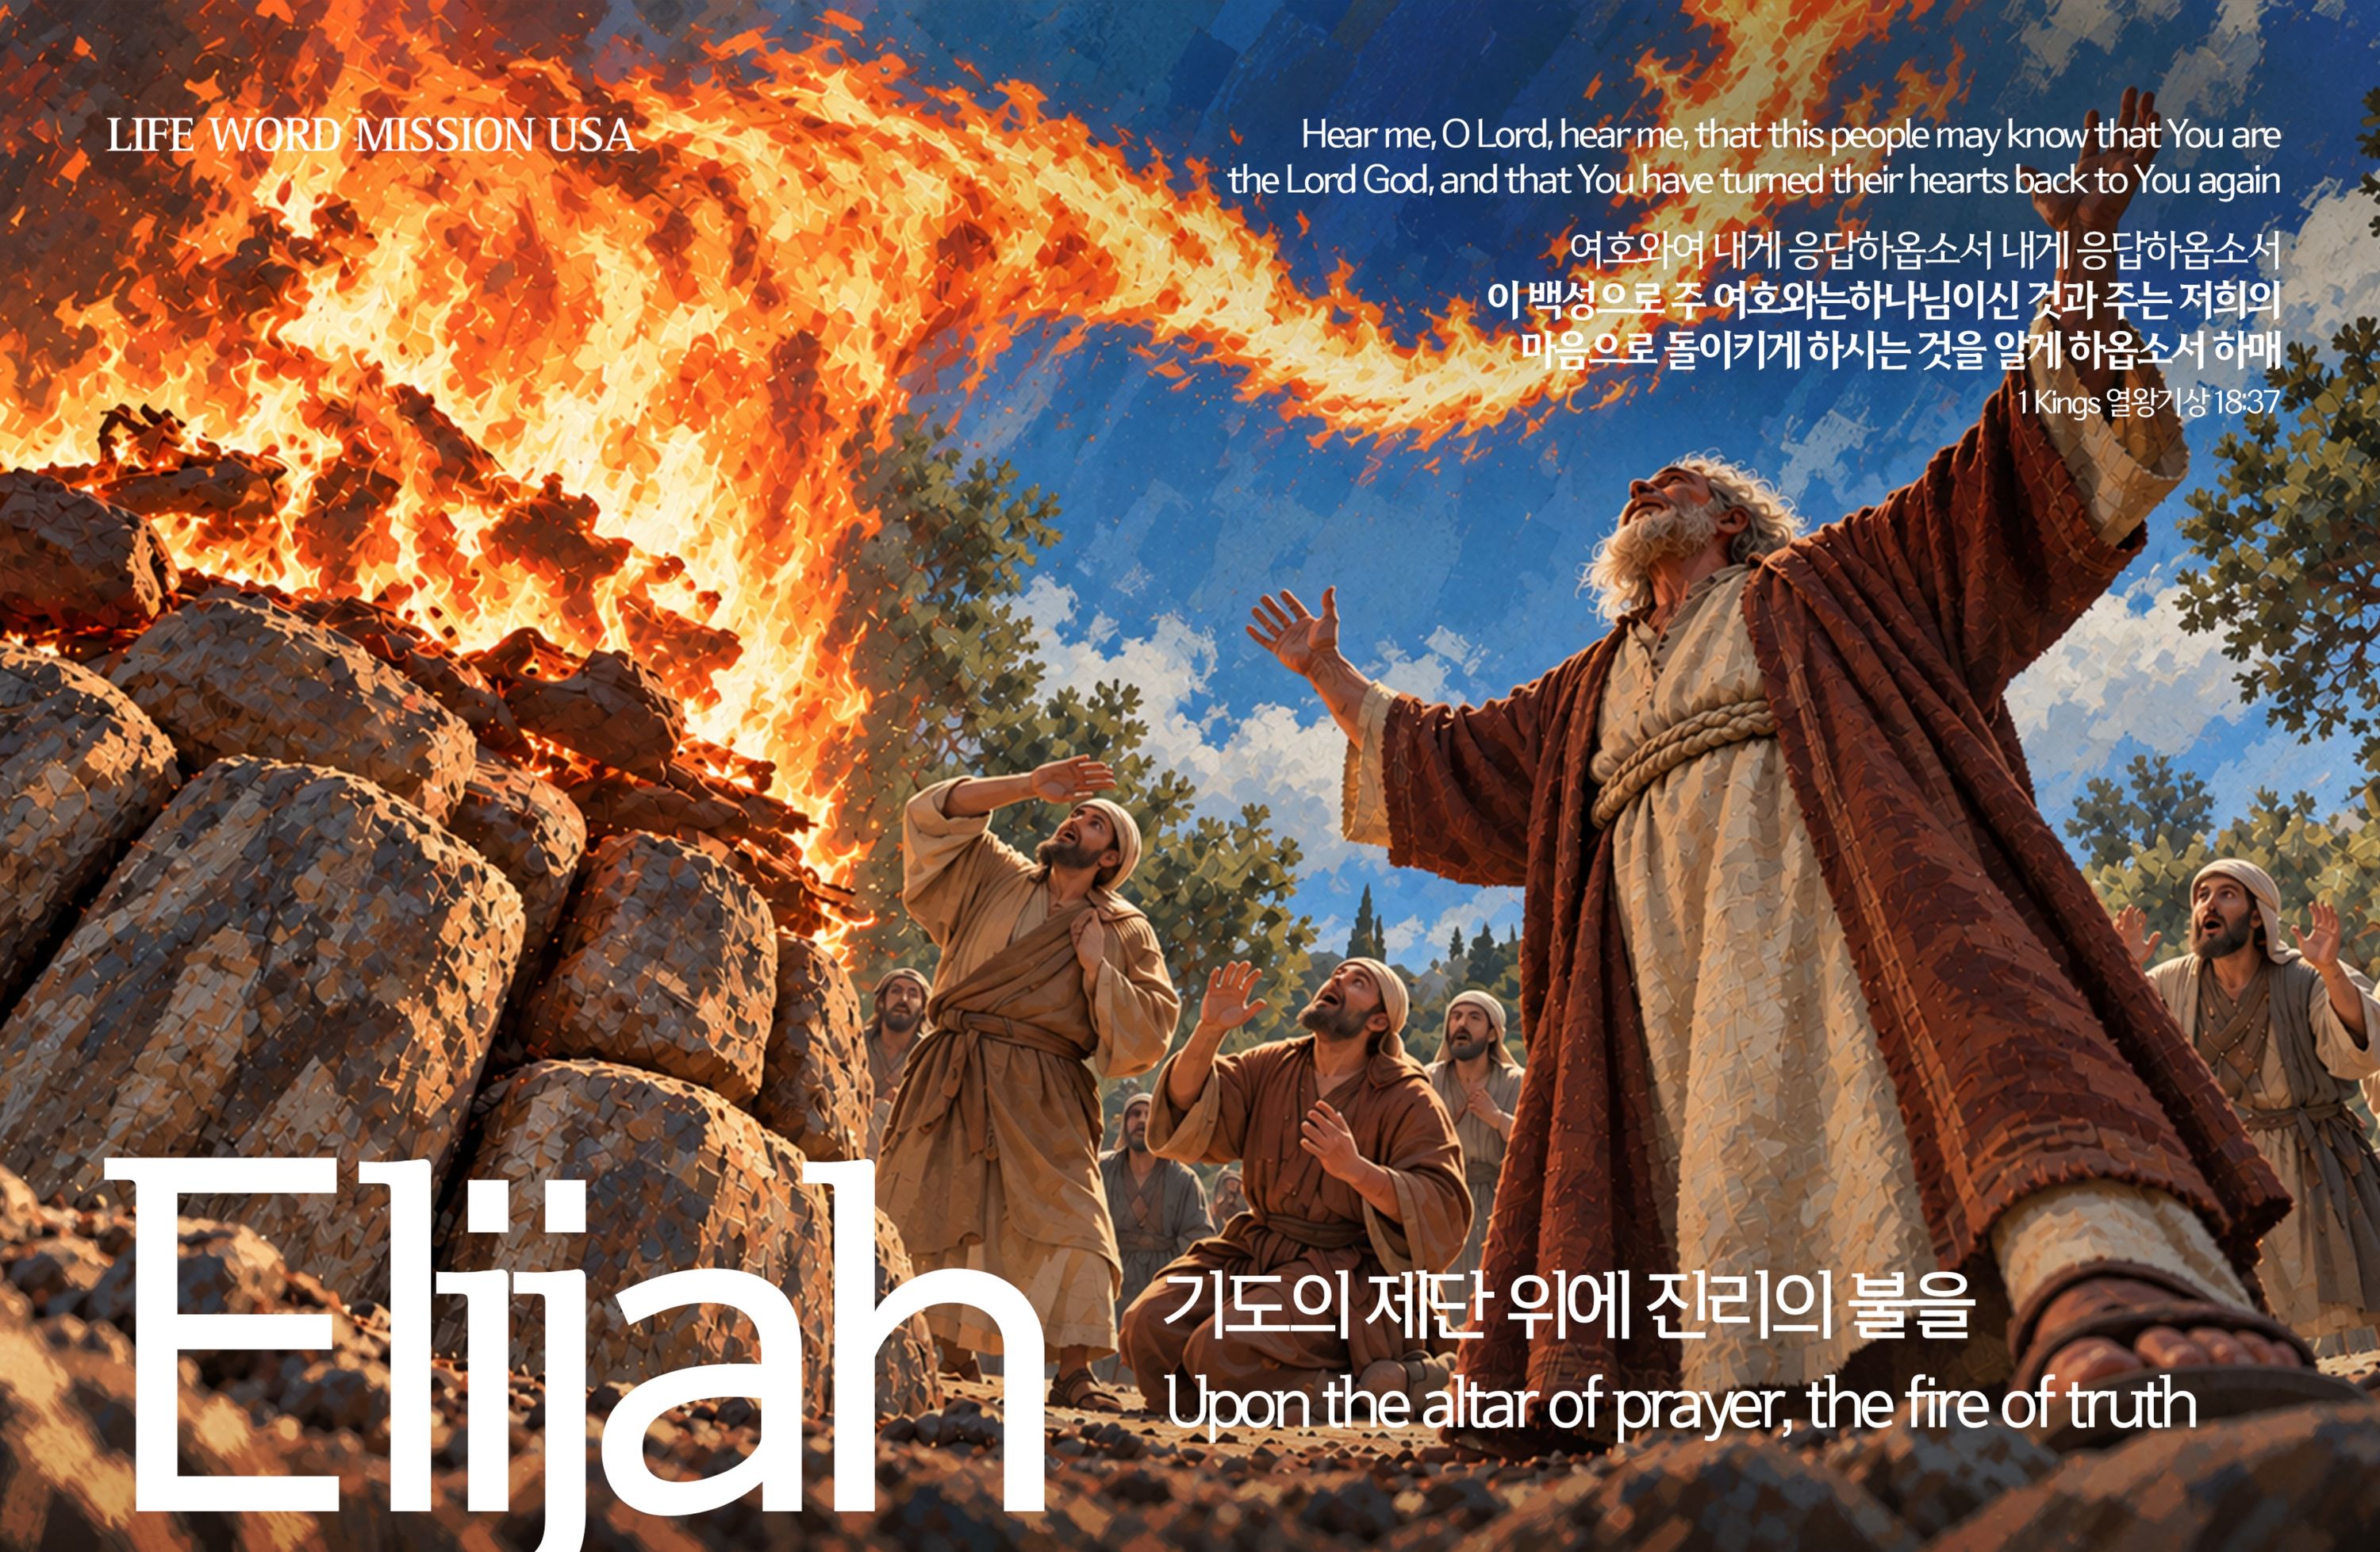 LIFE WORD MISSION USA
Hear me, O Lord, hear me, that this people may know that You are
the Lord God, and that You have turned their hearts back to You again
여호와여 내게 응답하옵소서 내게 응답하옵소서
이 백성으로 주 여호와는하나님이신 것과 주는 저희의
마음으로 돌이키게 하시는 것을 알게 하옵소서 하매
1 Kings 열왕기상 18:37
Elijah
기도의 제단 위에 진리의 불을
Upon the altar of prayer, the fire of truth